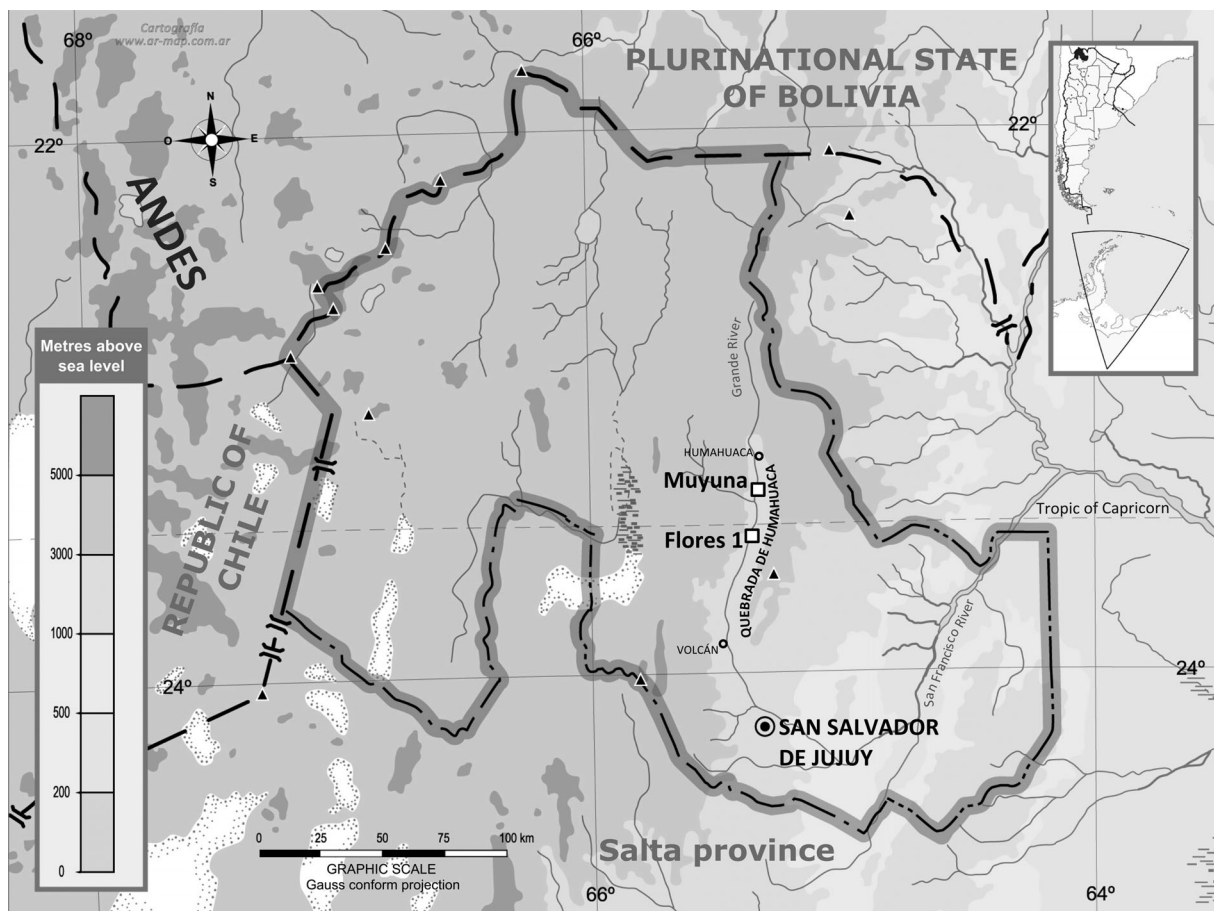 Cartografía
www.ar-map.com.ar
68º
66º
PLURINATIONAL STATE
OF BOLIVIA
N
O
E
S
22º
22º
ANDES
Metres above
sea level
5000
3000
1000
500
200
0
REPUBLIC OF
CHILE
Grande River
HUMAHUACA
Muyuna
Flores 1
QUEBRADA DE HUMAHUACA
Tropic of Capricorn
VOLCÁN
San Francisco River
24º
24º
SAN SALVADOR
DE JUJUY
0 25 50 75 100 km
GRAPHIC SCALE
Gauss conform projection
Salta province
66º
64º